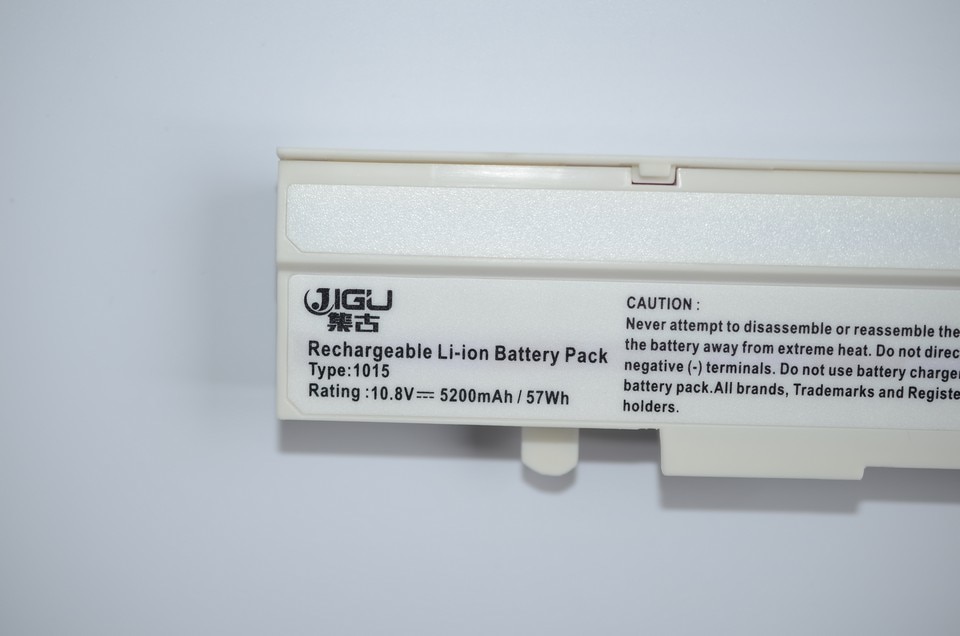 JIGU
集古
Rechargeable Li-ion Battery Pack
Type:1015
Rating :10.8V⎓ 5200mAh / 57Wh
CAUTION :
Never attempt to disassemble or reassemble the
the battery away from extreme heat. Do not direc
negative (-) terminals. Do not use battery charger
battery pack.All brands, Trademarks and Registe
holders.